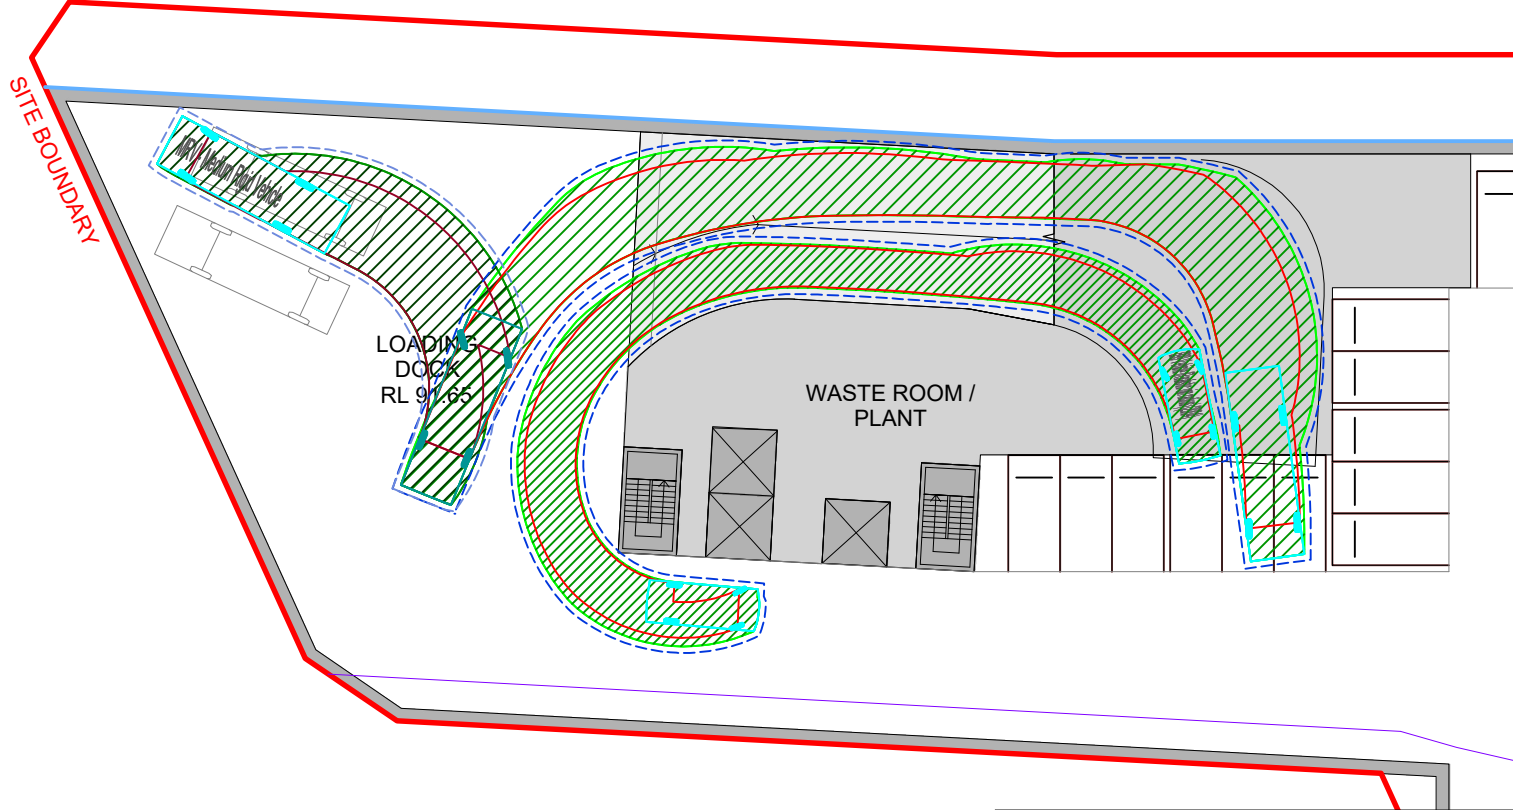 SITE BOUNDARY
MRV - Medium Rigid Vehicle
LOADING
DOCK
RL 91.65
WASTE ROOM /
PLANT